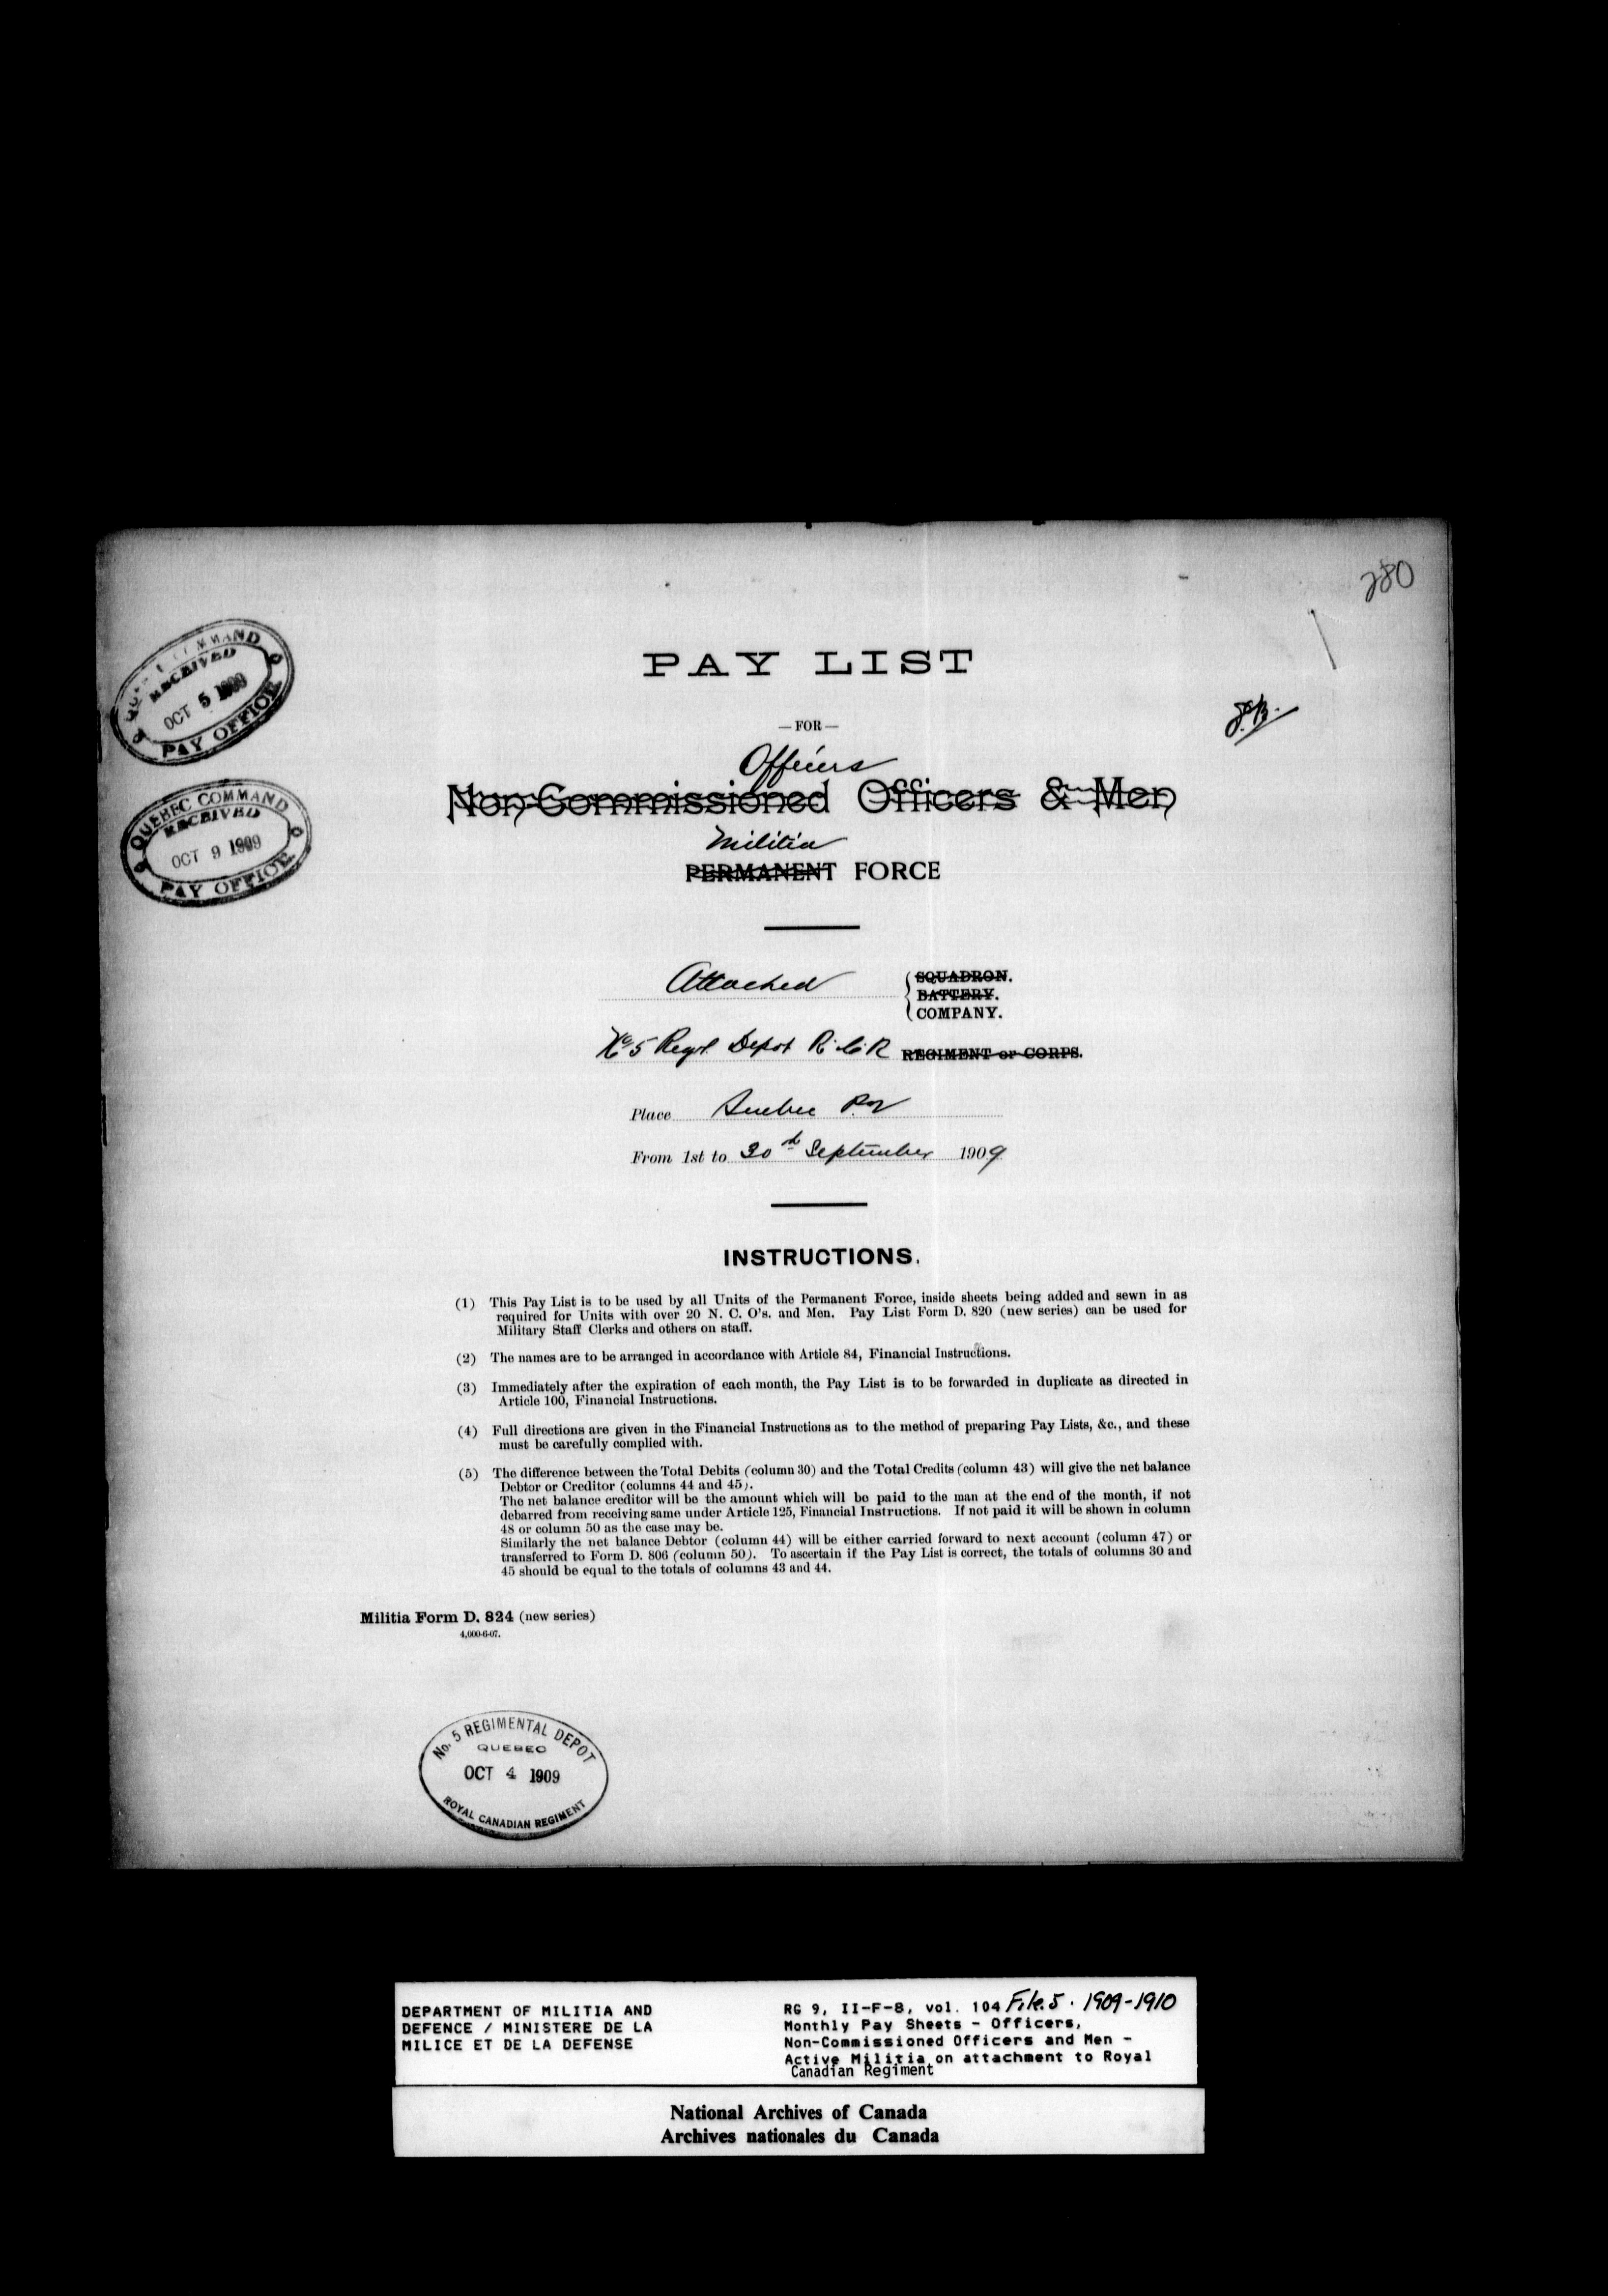 280
QUEBEC COMMAND
RECEIVED
OCT 5 1909
PAY OFFICE
PAY LIST
J.B.
— FOR —
Officers
Non-Commissioned Officers & Men
QUEBEC COMMAND
RECEIVED
OCT 9 1909
PAY OFFICE
Militia
PERMANENT FORCE
Attached
SQUADRON.
BATTERY.
COMPANY.
No 5 Regtl Depot R.C.R REGIMENT or CORPS.
Place Quebec P.Q
From 1st to 30th September 1909
INSTRUCTIONS.
(1) This Pay List is to be used by all Units of the Permanent Force, inside sheets being added and sewn in as
required for Units with over 20 N. C. O's. and Men. Pay List Form D. 820 (new series) can be used for
Military Staff Clerks and others on staff.
(2) The names are to be arranged in accordance with Article 84, Financial Instructions.
(3) Immediately after the expiration of each month, the Pay List is to be forwarded in duplicate as directed in
Article 100, Financial Instructions.
(4) Full directions are given in the Financial Instructions as to the method of preparing Pay Lists, &c., and these
must be carefully complied with.
(5) The difference between the Total Debits (column 30) and the Total Credits (column 43) will give the net balance
Debtor or Creditor (columns 44 and 45).
The net balance creditor will be the amount which will be paid to the man at the end of the month, if not
debarred from receiving same under Article 125, Financial Instructions. If not paid it will be shown in column
48 or column 50 as the case may be.
Similarly the net balance Debtor (column 44) will be either carried forward to next account (column 47) or
transferred to Form D. 806 (column 50). To ascertain if the Pay List is correct, the totals of columns 30 and
45 should be equal to the totals of columns 43 and 44.
Militia Form D. 824 (new series)
4,000-6-07.
No. 5 REGIMENTAL DEPOT
QUEBEC
OCT 4 1909
ROYAL CANADIAN REGIMENT
DEPARTMENT OF MILITIA AND
DEFENCE / MINISTERE DE LA
MILICE ET DE LA DEFENSE
RG 9, II-F-8, vol. 104 File 5. 1909-1910
Monthly Pay Sheets - Officers,
Non-Commissioned Officers and Men -
Active Militia on attachment to Royal
Canadian Regiment
National Archives of Canada
Archives nationales du Canada